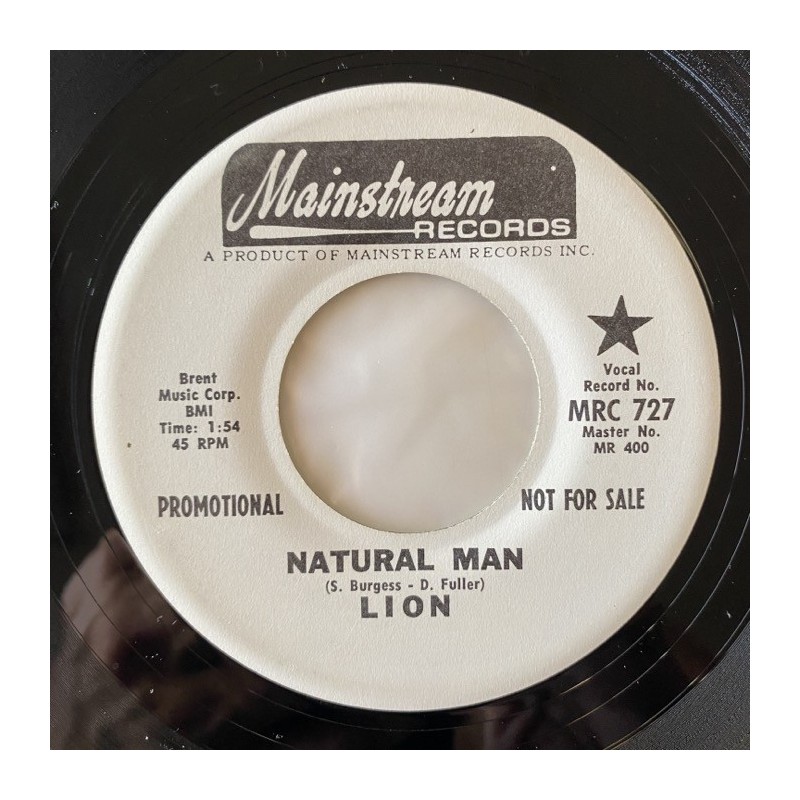 Mainstream
RECORDS
A PRODUCT OF MAINSTREAM RECORDS INC.
Brent
Music Corp.
BMI
Time: 1:54
45 RPM
Vocal
Record No.
MRC 727
Master No.
MR 400
PROMOTIONAL
NOT FOR SALE
NATURAL MAN
(S. Burgess - D. Fuller)
LION